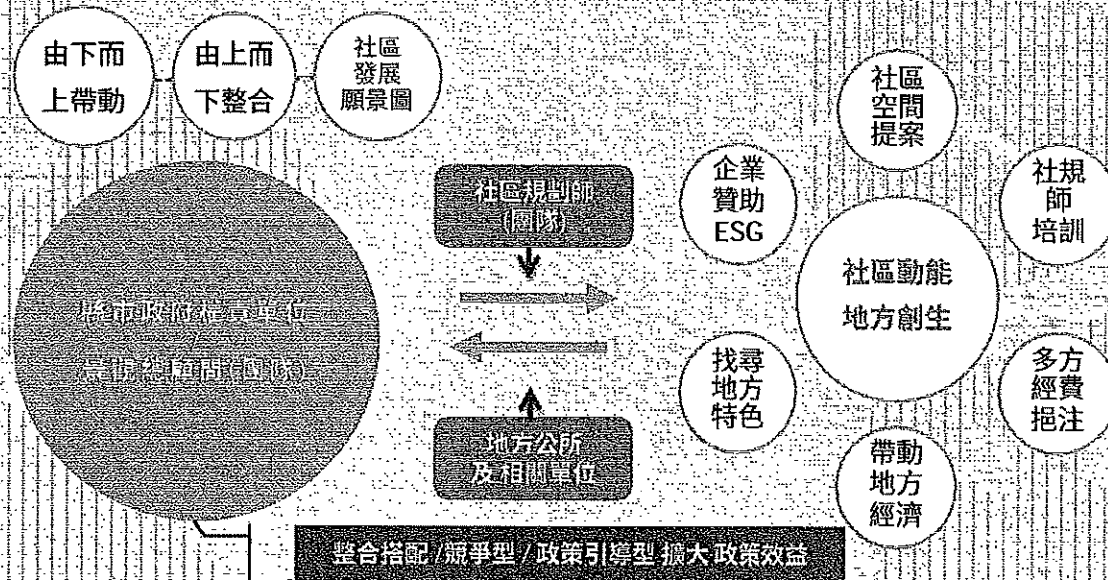 由下而
上帶動
由上而
下整合
社區
發展
願景圖
縣市政府權責單位
景觀總顧問(團隊)
社區規劃師
(團隊)
地方公所
及相關單位
社區
空間
提案
企業
贊助
ESG
社規
師
培訓
社區動能
地方創生
找尋
地方
特色
多方
經費
挹注
帶動
地方
經濟
整合搭配/競爭型/政策引導型 擴大政策效益